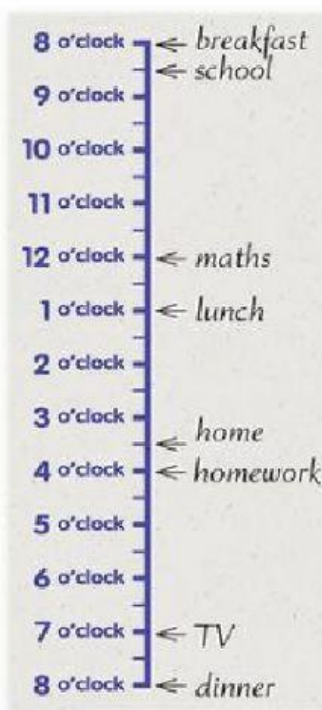 8 o'clock breakfast
school
9 o'clock
10 o'clock
11 o'clock
12 o'clock maths
1 o'clock lunch
2 o'clock
3 o'clock
home
4 o'clock homework
5 o'clock
6 o'clock
7 o'clock TV
8 o'clock dinner